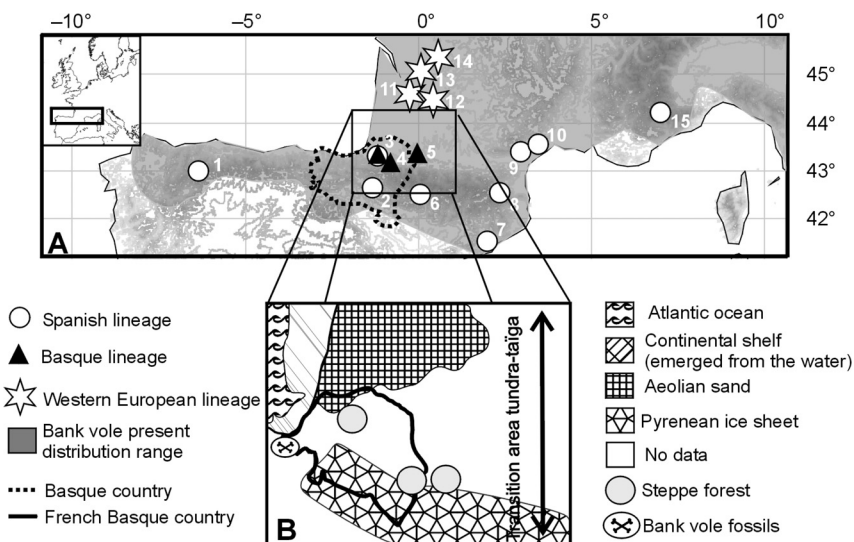 –10° –5° 0° 5° 10°
45°
44°
43°
42°
14
13
11
12
15
10
9
3
5
4
1
2
6
8
7
A
Spanish lineage
Basque lineage
Western European lineage
Bank vole present
distribution range
Basque country
French Basque country
Transition area tundra-taiga
B
Atlantic ocean
Continental shelf
(emerged from the water)
Aeolian sand
Pyrenean ice sheet
No data
Steppe forest
Bank vole fossils